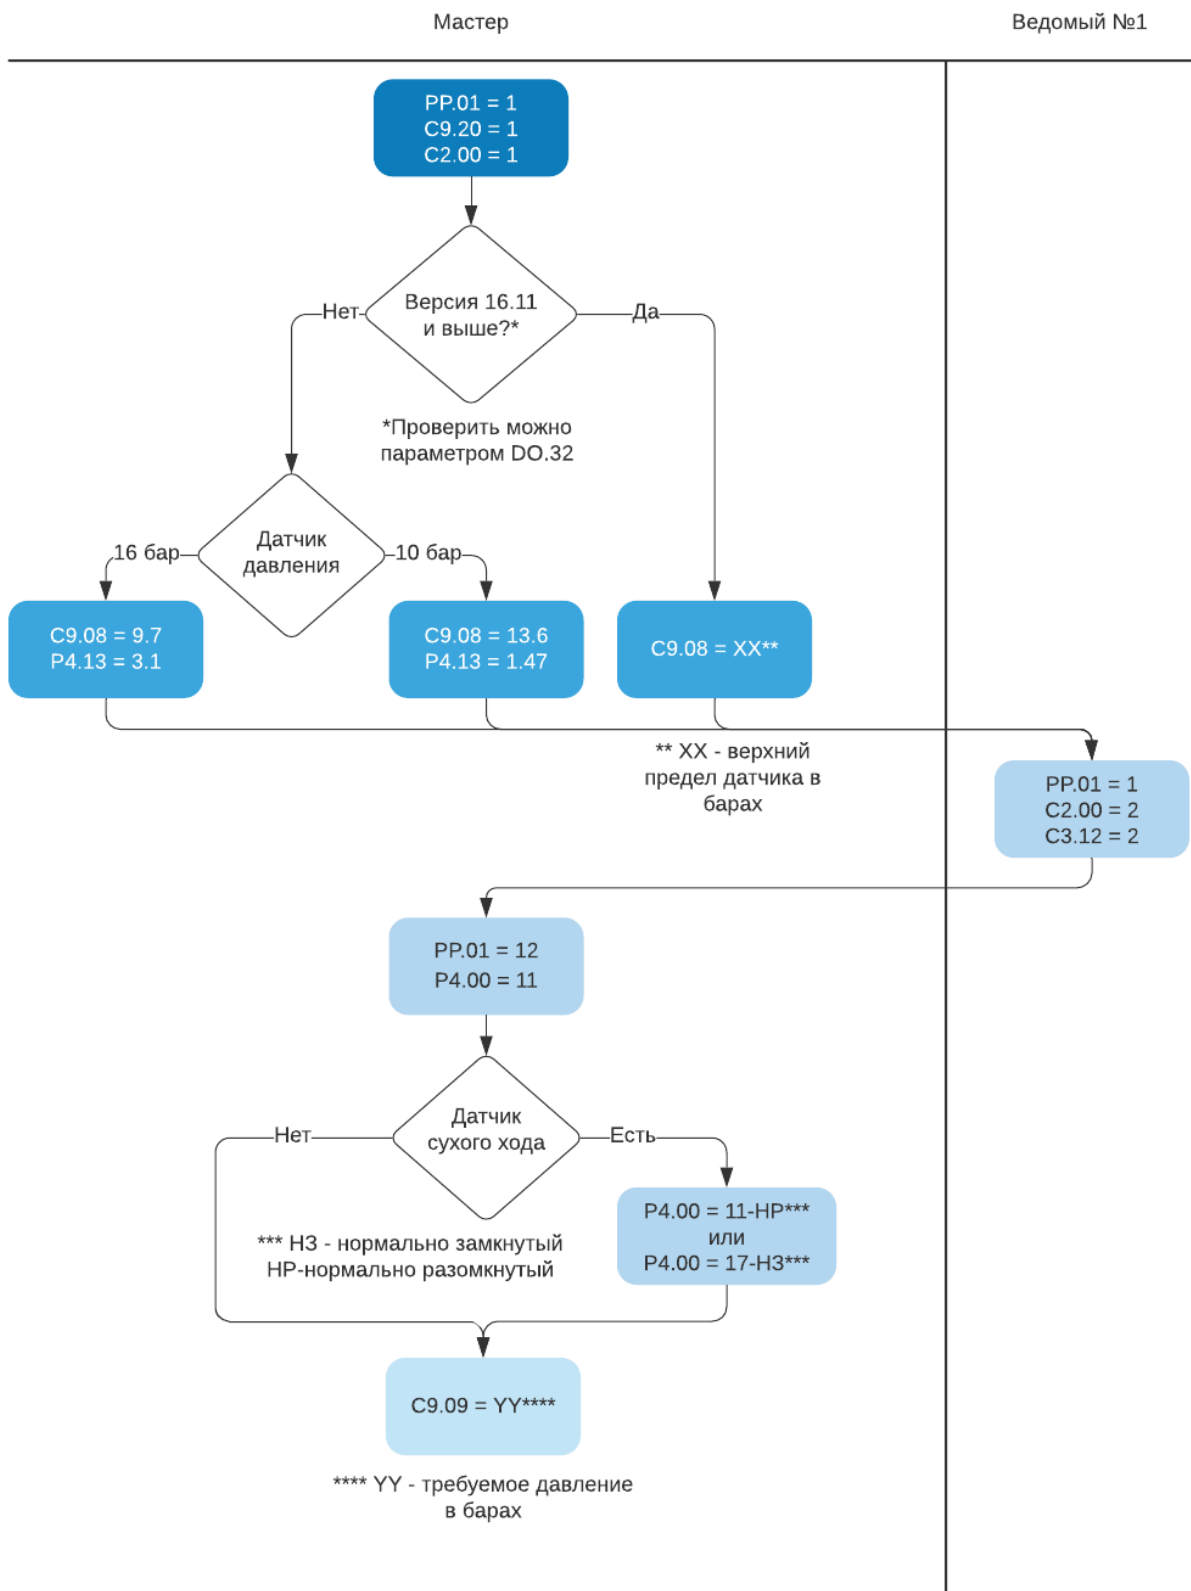 Мастер
Ведомый №1
PP.01 = 1
C9.20 = 1
C2.00 = 1
Версия 16.11
и выше?*
Нет
Да
*Проверить можно
параметром DO.32
Датчик
давления
16 бар
10 бар
C9.08 = 9.7
P4.13 = 3.1
C9.08 = 13.6
P4.13 = 1.47
C9.08 = XX**
** XX - верхний
предел датчика в
барах
PP.01 = 1
C2.00 = 2
C3.12 = 2
PP.01 = 12
P4.00 = 11
Датчик
сухого хода
Нет
Есть
P4.00 = 11-НР***
или
P4.00 = 17-НЗ***
*** НЗ - нормально замкнутый
НР-нормально разомкнутый
C9.09 = YY****
**** YY - требуемое давление
в барах